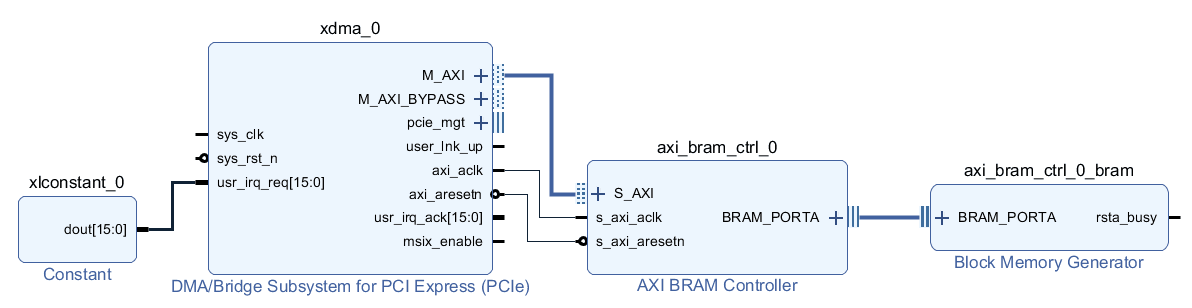 xdma_0
M_AXI
M_AXI_BYPASS
pcie_mgt
sys_clk
user_lnk_up
sys_rst_n
axi_aclk
usr_irq_req[15:0]
axi_aresetn
usr_irq_ack[15:0]
msix_enable
DMA/Bridge Subsystem for PCI Express (PCIe)
xlconstant_0
dout[15:0]
Constant
axi_bram_ctrl_0
S_AXI
s_axi_aclk
BRAM_PORTA
s_axi_aresetn
AXI BRAM Controller
axi_bram_ctrl_0_bram
BRAM_PORTA
rsta_busy
Block Memory Generator